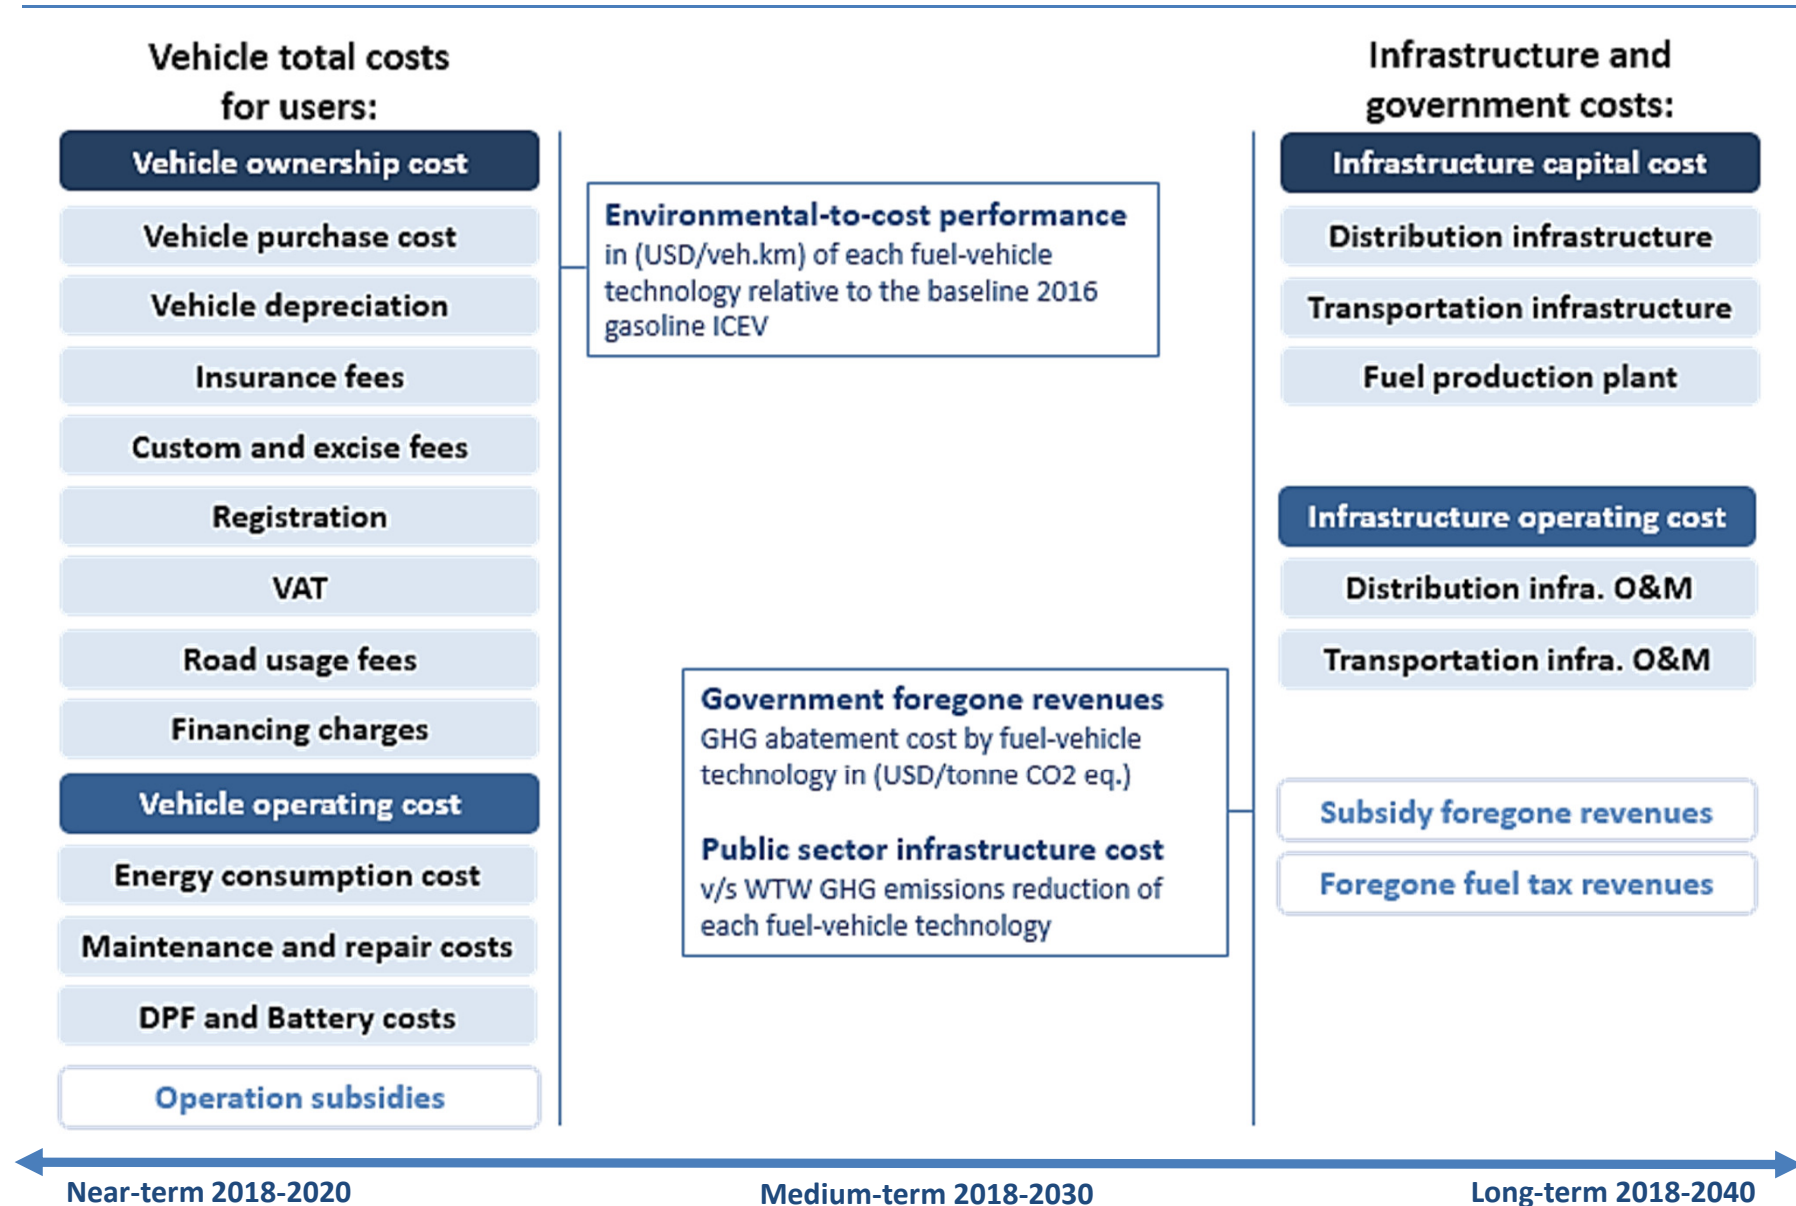 Vehicle total costs
for users:
Vehicle ownership cost
Vehicle purchase cost
Vehicle depreciation
Insurance fees
Custom and excise fees
Registration
VAT
Road usage fees
Financing charges
Vehicle operating cost
Energy consumption cost
Maintenance and repair costs
DPF and Battery costs
Operation subsidies
Environmental-to-cost performance
in (USD/veh.km) of each fuel-vehicle
technology relative to the baseline 2016
gasoline ICEV
Government foregone revenues
GHG abatement cost by fuel-vehicle
technology in (USD/tonne CO2 eq.)
Public sector infrastructure cost
v/s WTW GHG emissions reduction of
each fuel-vehicle technology
Infrastructure and
government costs:
Infrastructure capital cost
Distribution infrastructure
Transportation infrastructure
Fuel production plant
Infrastructure operating cost
Distribution infra. O&M
Transportation infra. O&M
Subsidy foregone revenues
Foregone fuel tax revenues
Near-term 2018-2020
Medium-term 2018-2030
Long-term 2018-2040